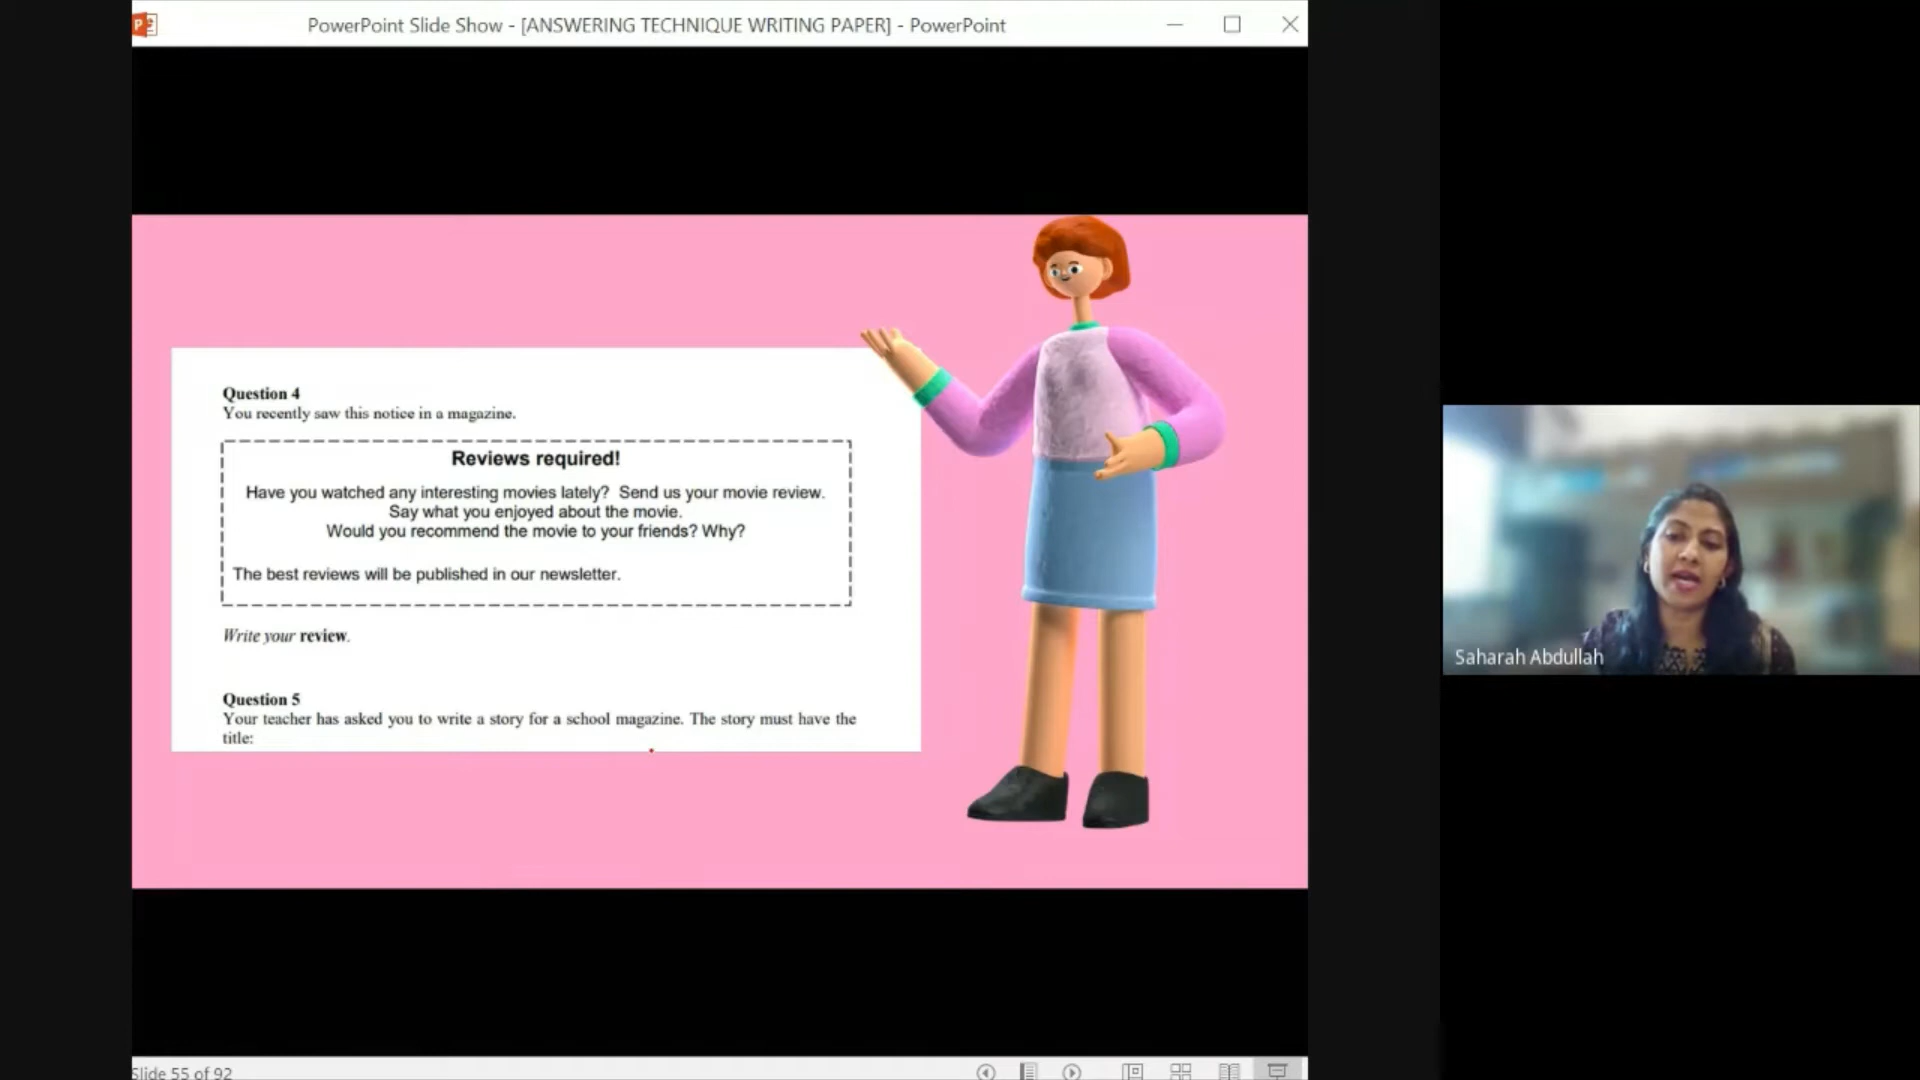 PowerPoint Slide Show - [ANSWERING TECHNIQUE WRITING PAPER] - PowerPoint
Question 4
You recently saw this notice in a magazine.
Reviews required!
Have you watched any interesting movies lately? Send us your movie review.
Say what you enjoyed about the movie.
Would you recommend the movie to your friends? Why?
The best reviews will be published in our newsletter.
Write your review.
Question 5
Your teacher has asked you to write a story for a school magazine. The story must have the
title:
Saharah Abdullah
Slide 55 of 92